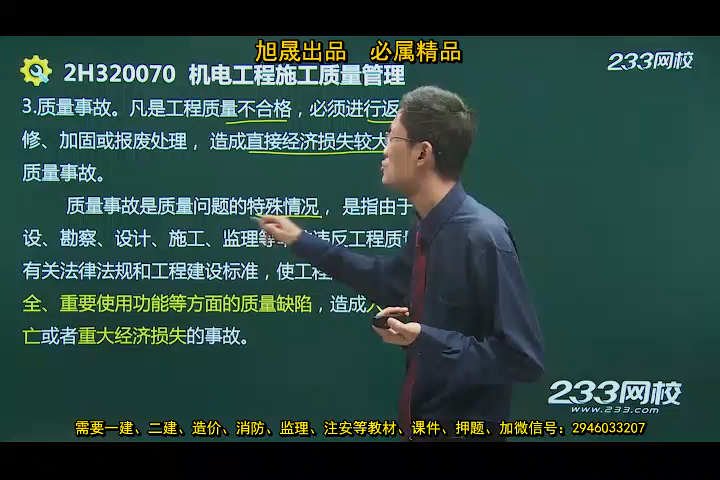 旭晟出品 必属精品
233网校
2H320070 机电工程施工质量管理
3.质量事故。凡是工程质量不合格，必须进行返
修、加固或报废处理，造成直接经济损失较大
质量事故。
质量事故是质量问题的特殊情况，是指由于
设、勘察、设计、施工、监理等 违反工程质
有关法律法规和工程建设标准，使工程
全、重要使用功能等方面的质量缺陷，造成人
亡或者重大经济损失的事故。
233网校
www.233.com
需要一建、二建、造价、消防、监理、注安等教材、课件、押题、加微信号：2946033207